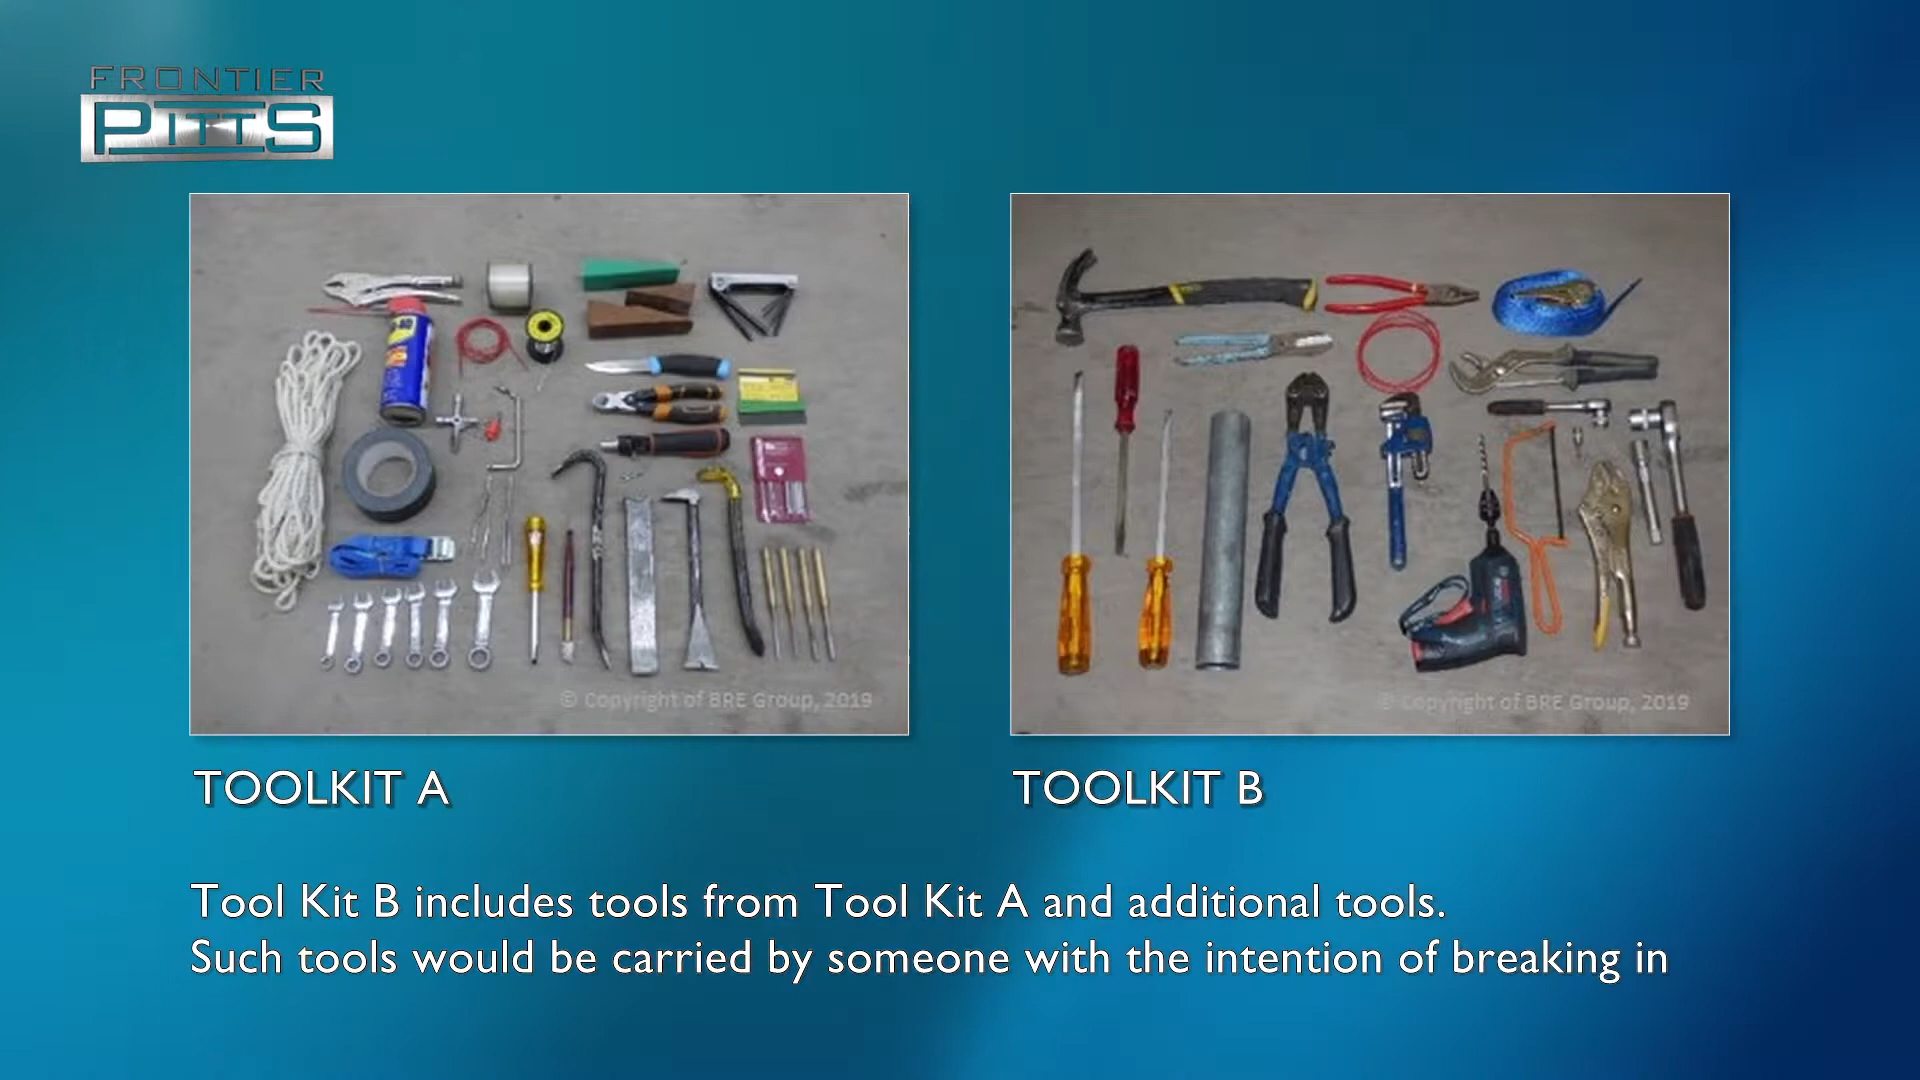 FRONTIER
PITTS
© Copyright of BRE Group, 2019
© Copyright of BRE Group, 2019
TOOLKIT A
TOOLKIT B
Tool Kit B includes tools from Tool Kit A and additional tools.
Such tools would be carried by someone with the intention of breaking in